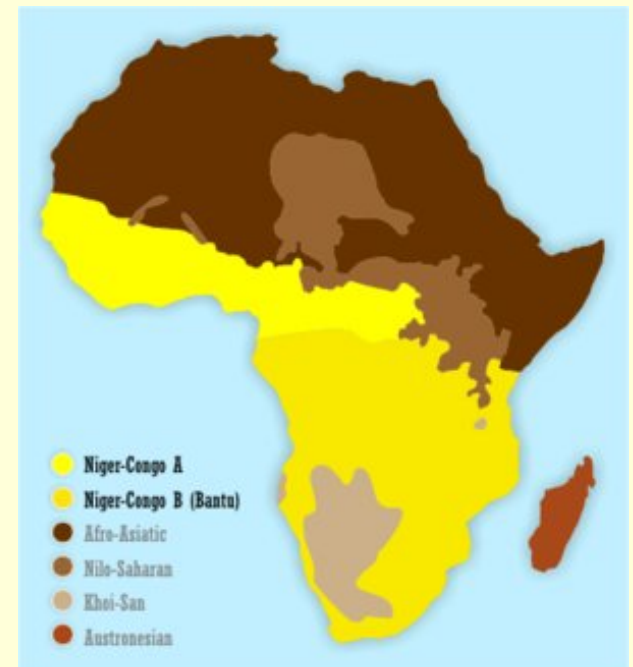 Niger-Congo A
Niger-Congo B (Bantu)
Afro-Asiatic
Nilo-Saharan
Khoi-San
Austronesian